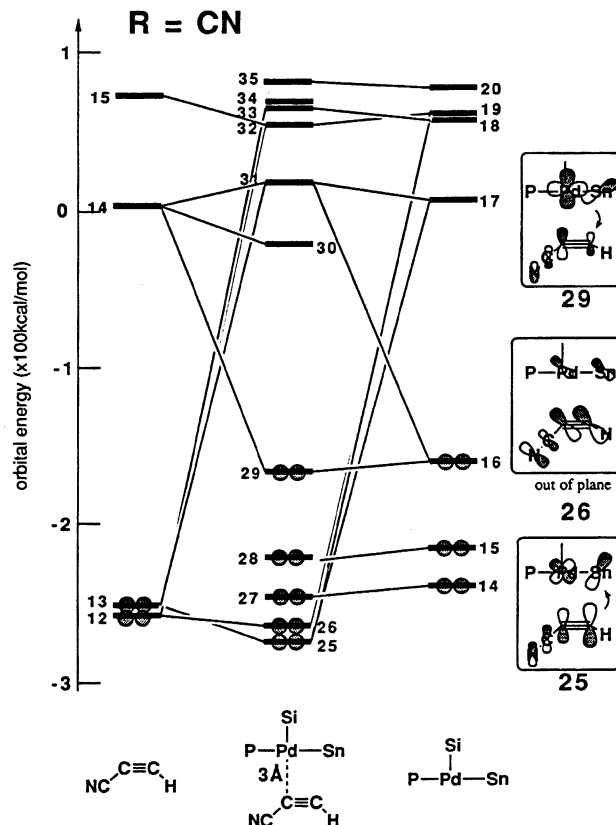 R = CN
orbital energy (x100kcal/mol)
1
0
-1
-2
-3
15
14
13
12
35
34
33
32
31
30
29
28
27
26
25
20
19
18
17
16
15
14
P Pd Sn
H
C
N
29
P Pd Sn
H
C
N
out of plane
26
P Pd Sn
H
C
25
NC C≡C H
Si
P-Pd-Sn
3Å
NC C≡C H
Si
P-Pd-Sn